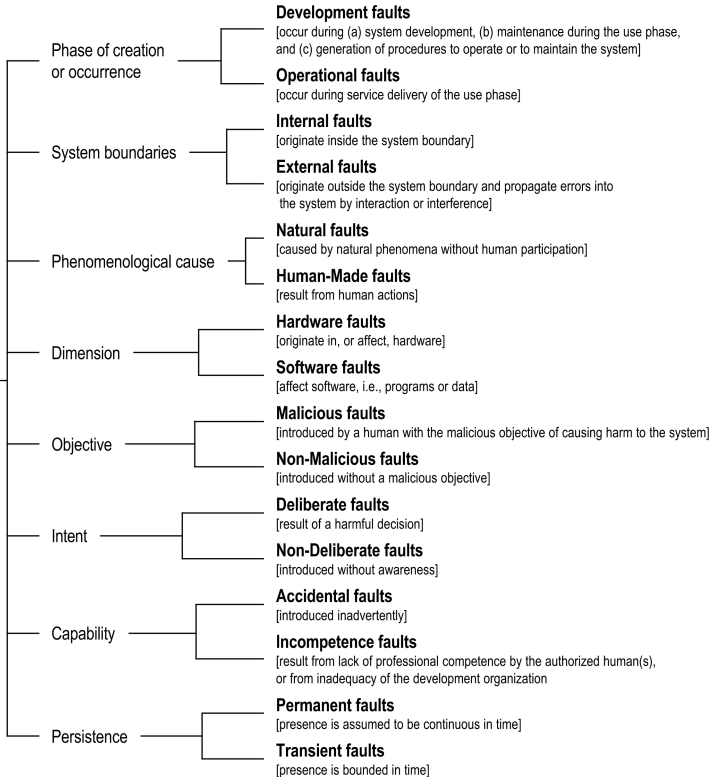 Development faults
[occur during (a) system development, (b) maintenance during the use phase,
and (c) generation of procedures to operate or to maintain the system]
Phase of creation
or occurrence
Operational faults
[occur during service delivery of the use phase]
Internal faults
[originate inside the system boundary]
System boundaries
External faults
[originate outside the system boundary and propagate errors into
the system by interaction or interference]
Natural faults
[caused by natural phenomena without human participation]
Phenomenological cause
Human-Made faults
[result from human actions]
Hardware faults
[originate in, or affect, hardware]
Dimension
Software faults
[affect software, i.e., programs or data]
Malicious faults
[introduced by a human with the malicious objective of causing harm to the system]
Objective
Non-Malicious faults
[introduced without a malicious objective]
Deliberate faults
[result of a harmful decision]
Intent
Non-Deliberate faults
[introduced without awareness]
Accidental faults
[introduced inadvertently]
Capability
Incompetence faults
[result from lack of professional competence by the authorized human(s),
or from inadequacy of the development organization
Permanent faults
[presence is assumed to be continuous in time]
Persistence
Transient faults
[presence is bounded in time]